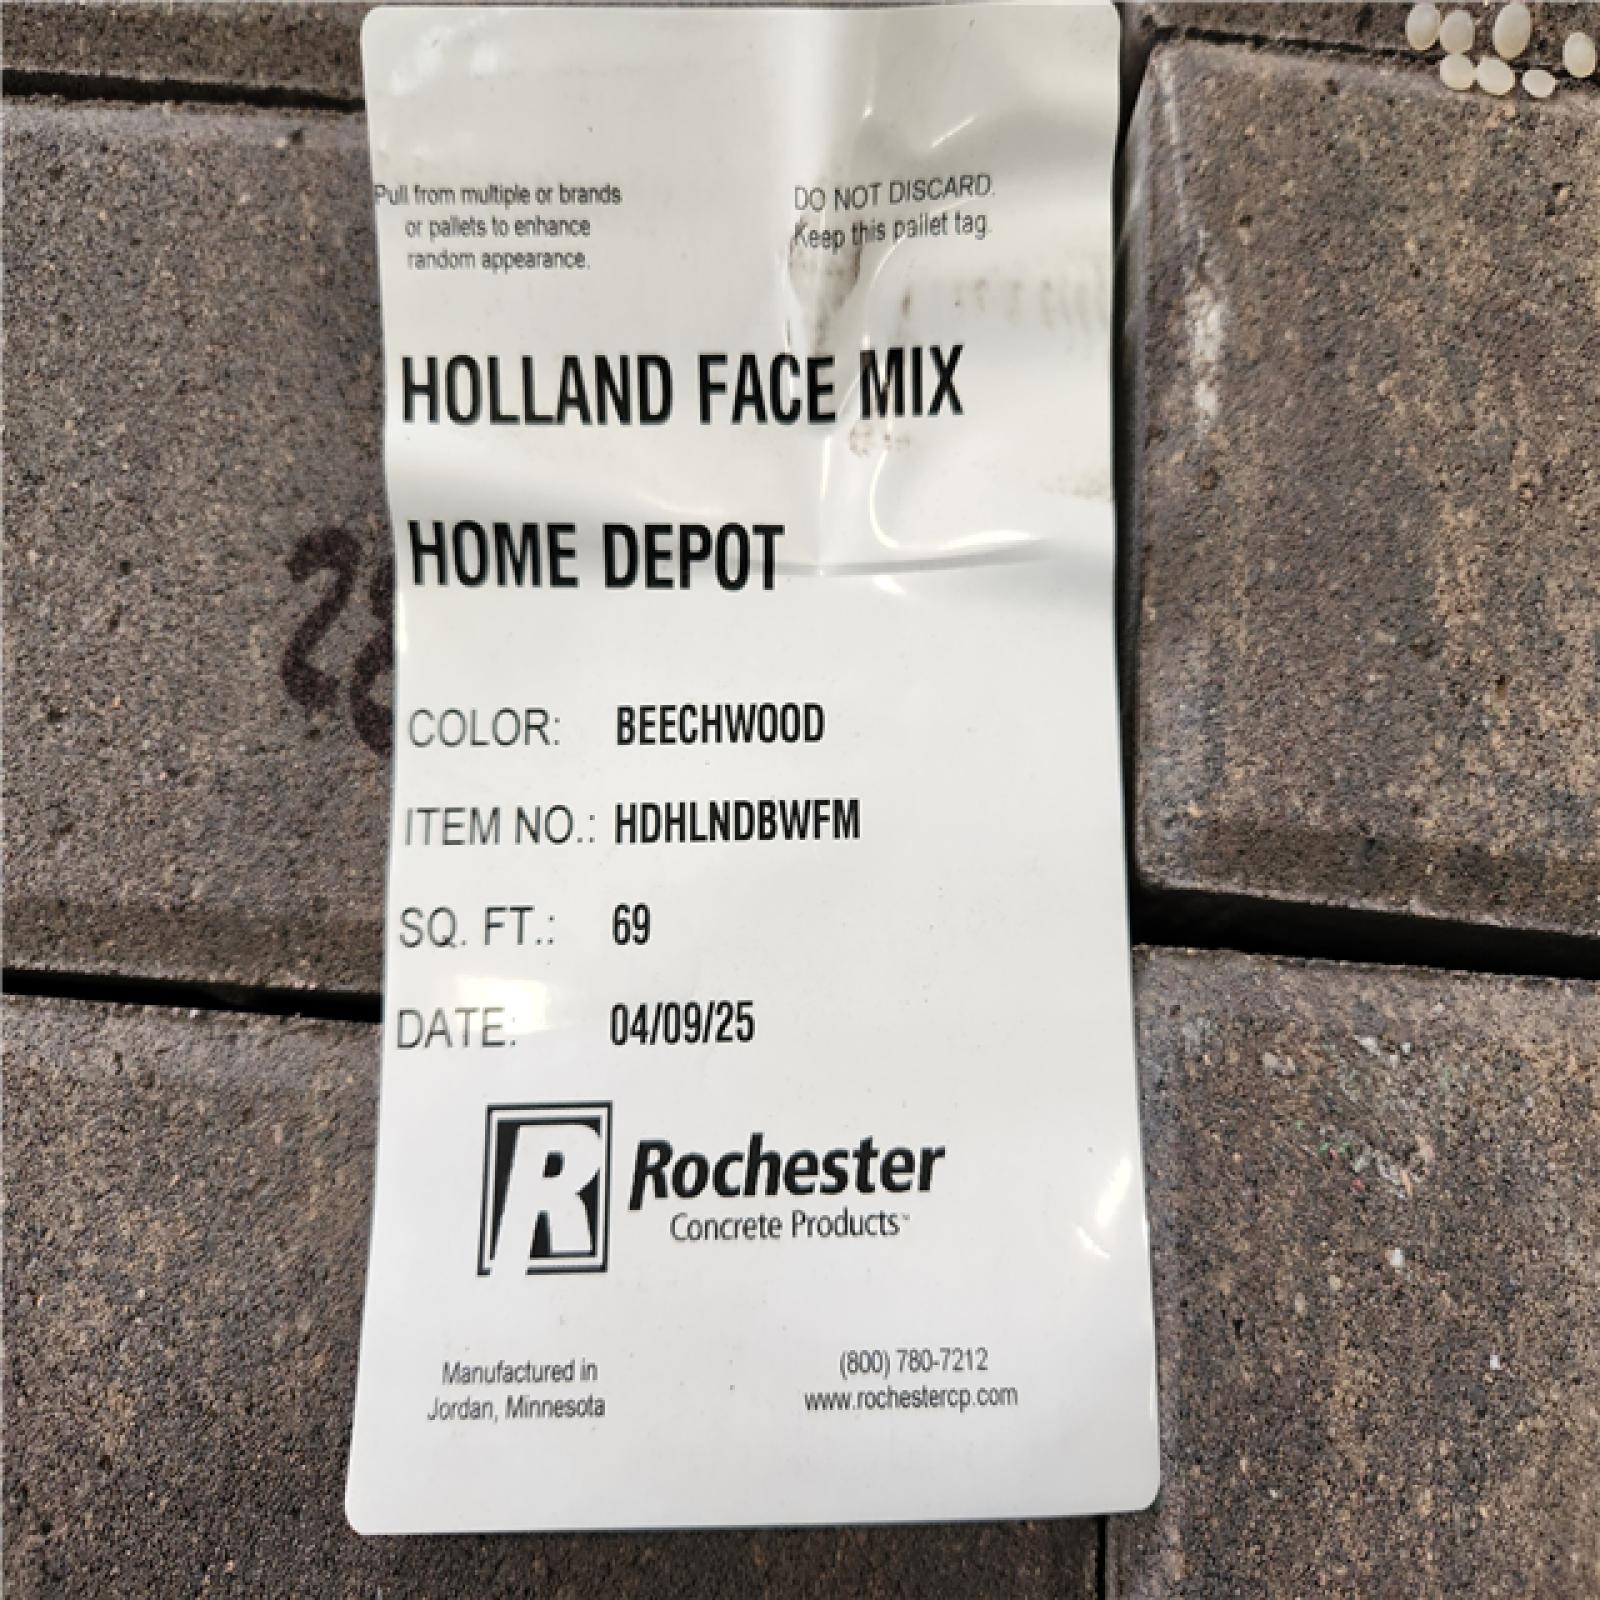 Pull from multiple or brands
or pallets to enhance
random appearance.
DO NOT DISCARD.
Keep this pallet tag.
HOLLAND FACE MIX
HOME DEPOT
COLOR: BEECHWOOD
ITEM NO.: HDHLNDBWFM
SQ. FT.: 69
DATE: 04/09/25
R Rochester
Concrete Products™
Manufactured in
Jordan, Minnesota
(800) 780-7212
www.rochestercp.com